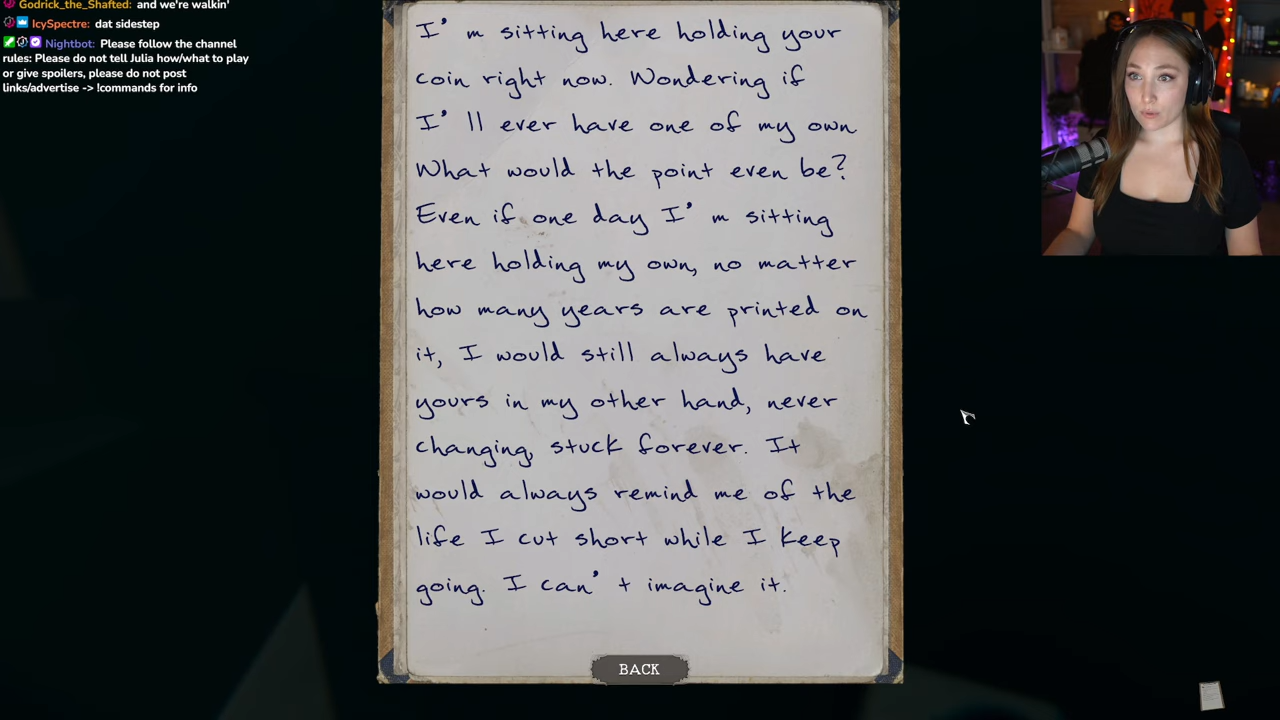 Godrick_the_Shafted: and we're walkin'
IcySpectre: dat sidestep
Nightbot: Please follow the channel
rules: Please do not tell Julia how/what to play
or give spoilers, please do not post
links/advertise -> !commands for info
I' m sitting here holding your
coin right now. Wondering if
I' ll ever have one of my own
What would the point even be?
Even if one day I' m sitting
here holding my own, no matter
how many years are printed on
it, I would still always have
yours in my other hand, never
changing, stuck forever. It
would always remind me of the
life I cut short while I keep
going. I can' t imagine it.
BACK